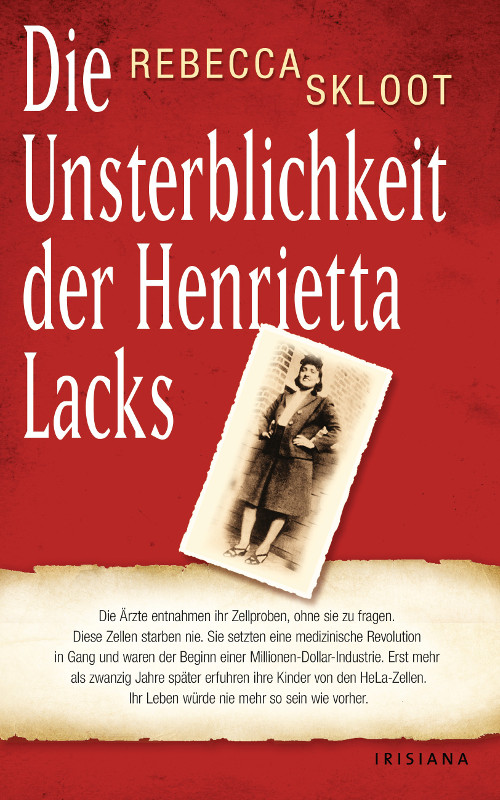 Die
REBECCA
SKLOOT
Unsterblichkeit
der Henrietta
Lacks
Die Ärzte entnahmen ihr Zellproben, ohne sie zu fragen.
Diese Zellen starben nie. Sie setzten eine medizinische Revolution
in Gang und waren der Beginn einer Millionen-Dollar-Industrie. Erst mehr
als zwanzig Jahre später erfuhren ihre Kinder von den HeLa-Zellen.
Ihr Leben würde nie mehr so sein wie vorher.
IRISIANA